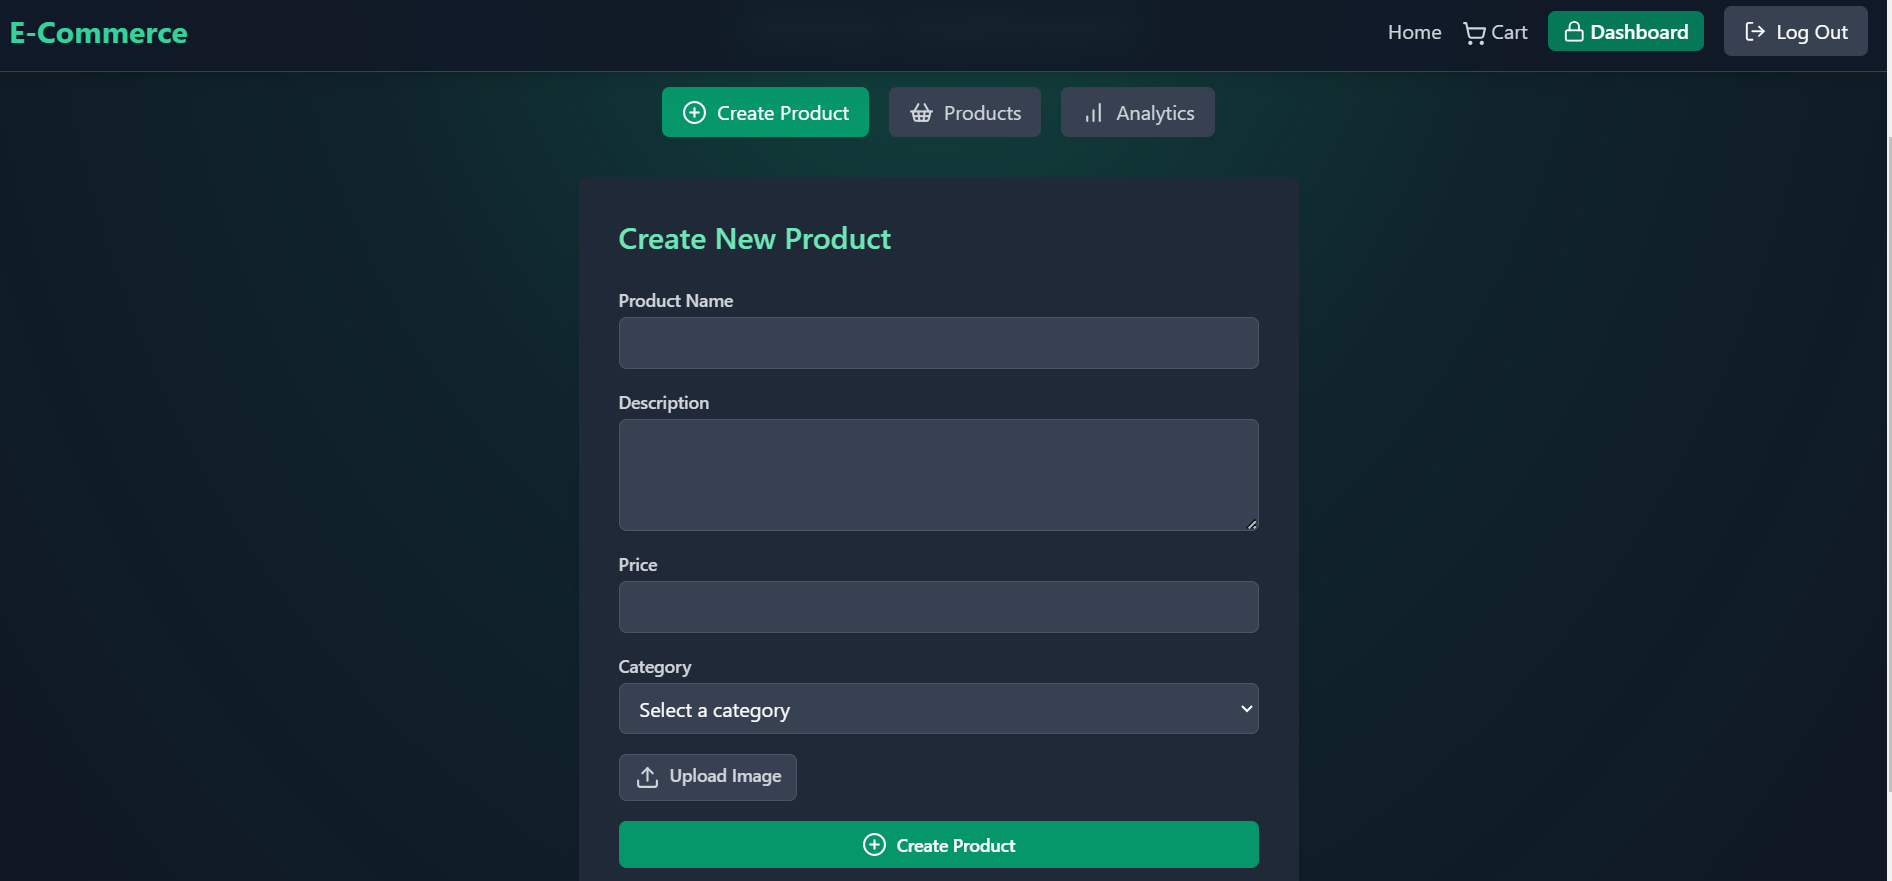 E-Commerce
Home Cart Dashboard Log Out
Create Product Products Analytics
Create New Product
Product Name
Description
Price
Category
Select a category
Upload Image
Create Product